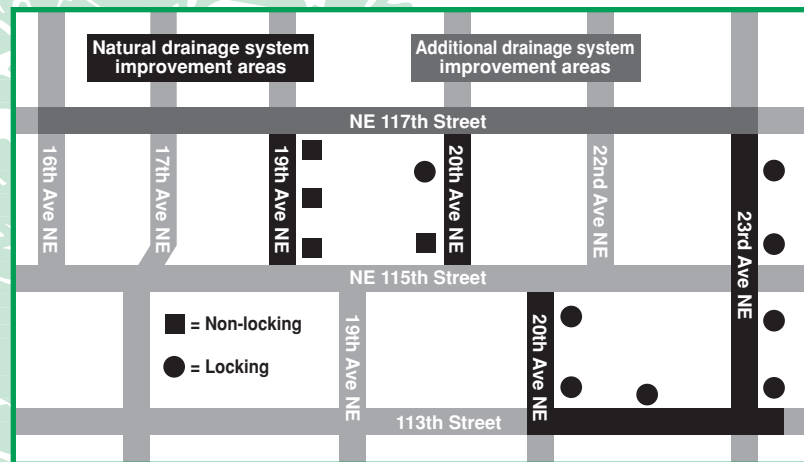 Natural drainage system
improvement areas
Additional drainage system
improvement areas
NE 117th Street
16th Ave NE
17th Ave NE
19th Ave NE
20th Ave NE
22nd Ave NE
23rd Ave NE
NE 115th Street
= Non-locking
= Locking
19th Ave NE
20th Ave NE
113th Street